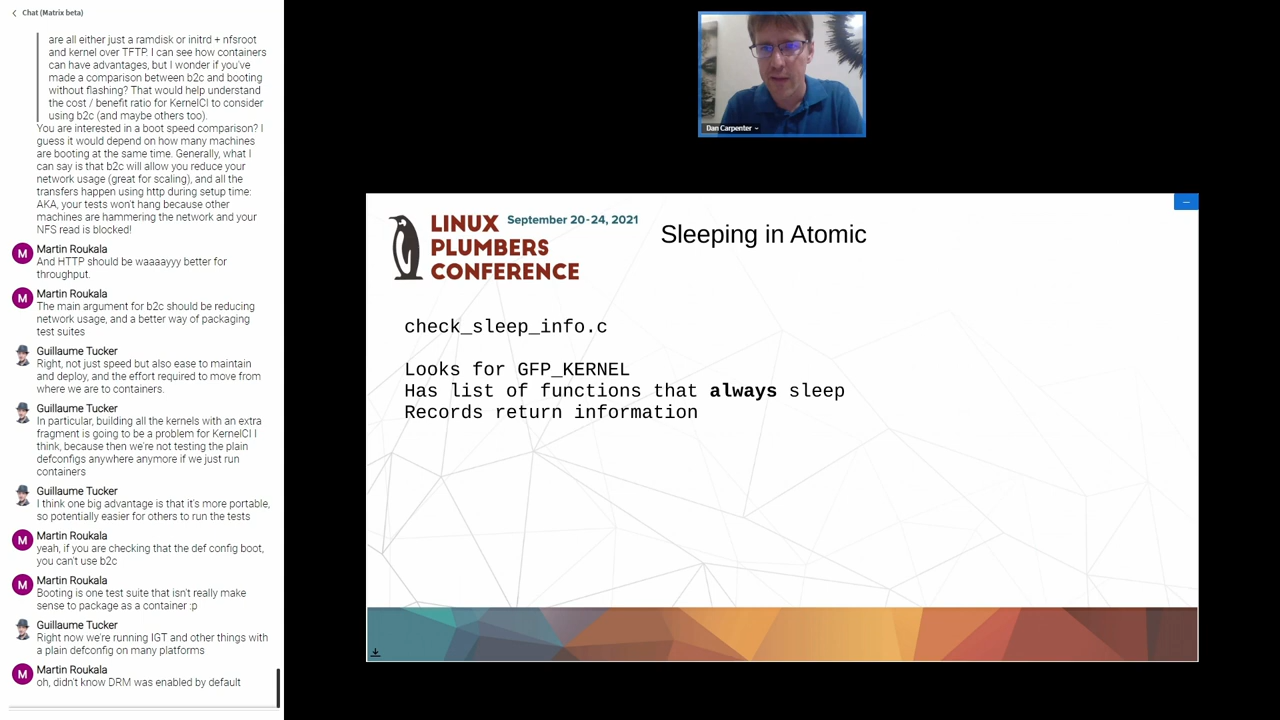 Chat (Matrix beta)
are all either just a ramdisk or initrd + nfsroot
and kernel over TFTP. I can see how containers
can have advantages, but I wonder if you've
made a comparison between b2c and booting
without flashing? That would help understand
the cost / benefit ratio for KernelCI to consider
using b2c (and maybe others too).
You are interested in a boot speed comparison? I
guess it would depend on how many machines
are booting at the same time. Generally, what I
can say is that b2c will allow you reduce your
network usage (great for scaling), and all the
transfers happen using http during setup time:
AKA, your tests won't hang because other
machines are hammering the network and your
NFS read is blocked!
M
Martin Roukala
And HTTP should be waaaayyy better for
throughput.
M
Martin Roukala
The main argument for b2c should be reducing
network usage, and a better way of packaging
test suites
Guillaume Tucker
Right, not just speed but also ease to maintain
and deploy, and the effort required to move from
where we are to containers.
Guillaume Tucker
In particular, building all the kernels with an extra
fragment is going to be a problem for KernelCI I
think, because then we're not testing the plain
defconfigs anywhere anymore if we just run
containers
Guillaume Tucker
I think one big advantage is that it's more portable,
so potentially easier for others to run the tests
M
Martin Roukala
yeah, if you are checking that the def config boot,
you can't use b2c
M
Martin Roukala
Booting is one test suite that isn't really make
sense to package as a container :p
Guillaume Tucker
Right now we're running IGT and other things with
a plain defconfig on many platforms
M
Martin Roukala
oh, didn't know DRM was enabled by default
Dan Carpenter
LINUX September 20-24, 2021
PLUMBERS
CONFERENCE
Sleeping in Atomic
check_sleep_info.c
Looks for GFP_KERNEL
Has list of functions that always sleep
Records return information